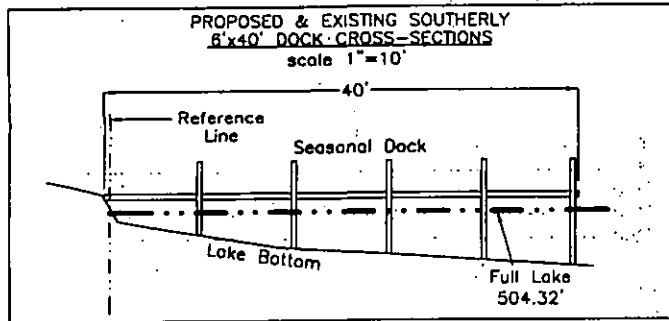 PROPOSED & EXISTING SOUTHERLY
6'x40' DOCK CROSS-SECTIONS
scale 1"=10'
40'
Reference
Line
Seasonal Dock
Lake Bottom
Full Lake
504.32'